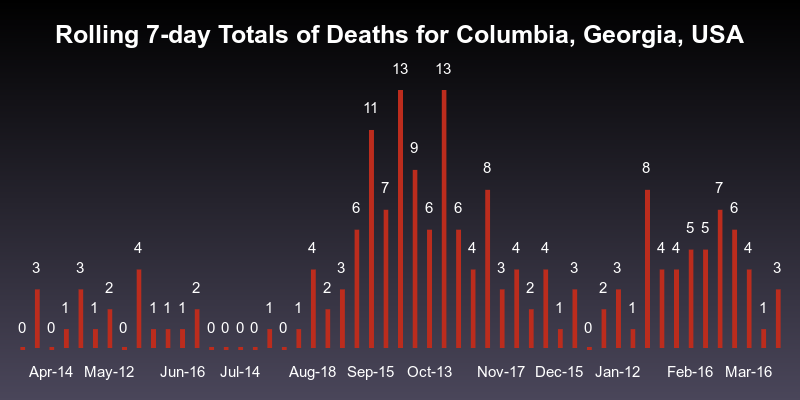 Rolling 7-day Totals of Deaths for Columbia, Georgia, USA
0 3 0 1 3 1 2 0 4 1 1 1 2 0 0 0 0 1 0 1 4 2 3 6 11 7 13 9 6 13 6 4 8 3 4 2 4 1 3 0 2 3 1 8 4 4 5 5 7 6 4 1 3
Apr-14 May-12 Jun-16 Jul-14 Aug-18 Sep-15 Oct-13 Nov-17 Dec-15 Jan-12 Feb-16 Mar-16